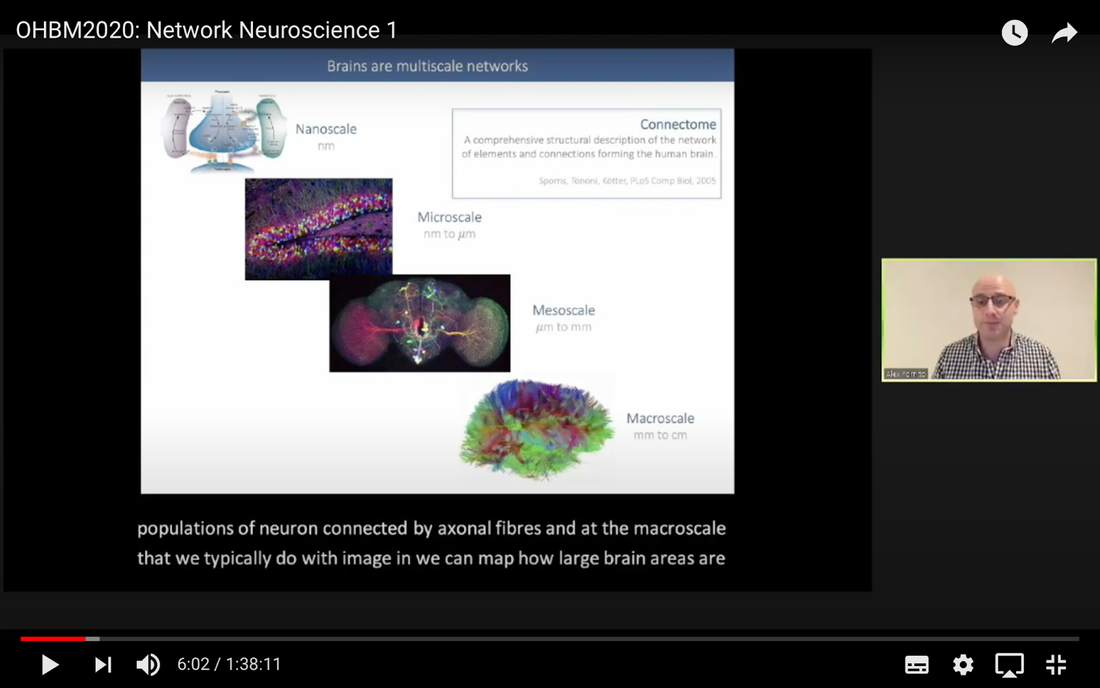 OHBM2020: Network Neuroscience 1
Brains are multiscale networks
Nanoscale
nm
Connectome
A comprehensive structural description of the network
of elements and connections forming the human brain.
Sporns, Tononi, Kötter, PLoS Comp Biol, 2005
Microscale
nm to μm
Mesoscale
μm to mm
Macroscale
mm to cm
Alex Fornito
populations of neuron connected by axonal fibres and at the macroscale
that we typically do with image in we can map how large brain areas are
6:02 / 1:38:11